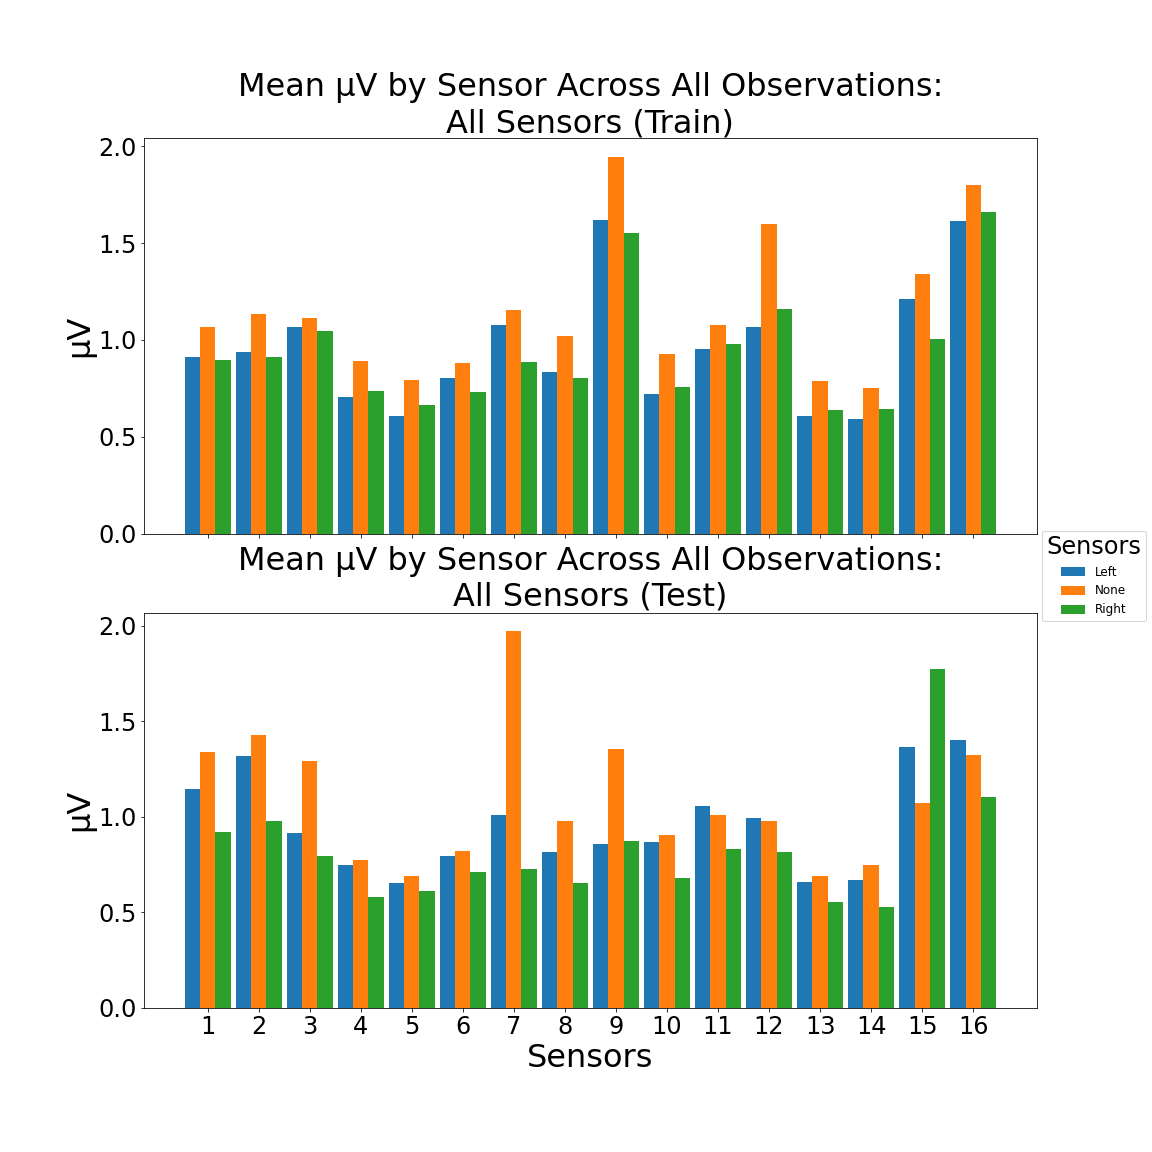 Mean µV by Sensor Across All Observations:
All Sensors (Train)
2.0
1.5
1.0
0.5
0.0
µV
Mean µV by Sensor Across All Observations:
All Sensors (Test)
2.0
1.5
1.0
0.5
0.0
µV
1 2 3 4 5 6 7 8 9 10 11 12 13 14 15 16
Sensors
Sensors
Left
None
Right